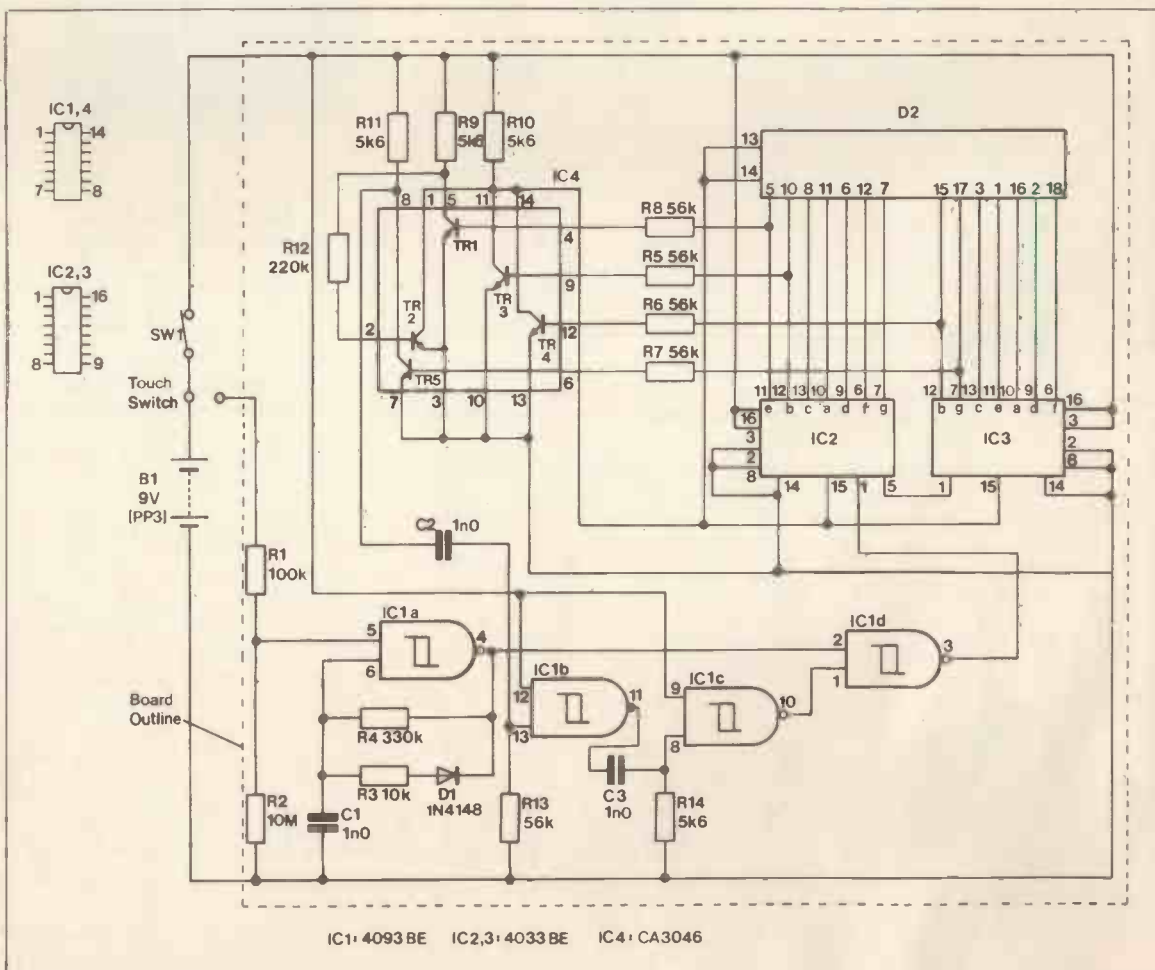 IC1,4
1 14
7 8
IC2,3
1 16
8 9
SW1
Touch
Switch
B1
9V
[PP3]
Board
Outline
R1
100k
R2
10M
R11
5k6
R9
5k6
R10
5k6
IC4
R12
220k
8 1 5 11 14
TR1
4
TR
3
9
TR
2
2
TR
4
12
TR5
6
7 3 10 13
R8 56k
R5 56k
R6 56k
R7 56k
D2
13
14
5 10 8 11 6 12 7 15 17 3 1 16 2 18
11 12 13 10 9 6 7
e b c a d f g
16
3
2
8
IC2
14 15 1 5
12 7 13 11 10 9 6
b g c e a d f
16
3
2
8
IC3
1 15 14
C2 1n0
IC1a
5
6
4
R4 330k
R3 10k
D1
1N4148
C1
1n0
IC1b
12
13
11
R13
56k
C3
1n0
IC1c
9
8
10
R14
5k6
IC1d
2
1
3
IC1: 4093 BE IC2,3: 4033 BE IC4: CA3046